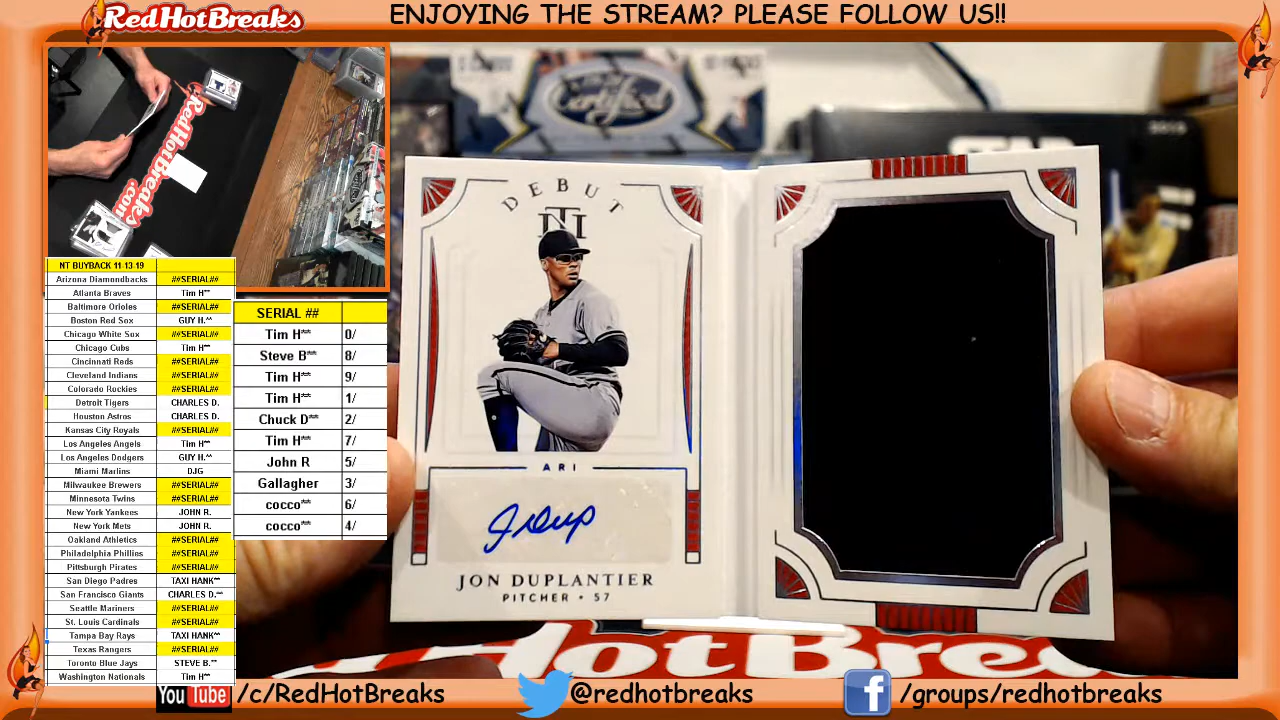 RedHotBreaks
ENJOYING THE STREAM? PLEASE FOLLOW US!!
RedHotBreaks
.com
Certified
STAR
NT BUYBACK 11-13-19
Arizona Diamondbacks ##SERIAL##
Atlanta Braves Tim H**
Baltimore Orioles ##SERIAL##
Boston Red Sox GUY H.^^
Chicago White Sox ##SERIAL##
Chicago Cubs Tim H**
Cincinnati Reds ##SERIAL##
Cleveland Indians ##SERIAL##
Colorado Rockies ##SERIAL##
Detroit Tigers CHARLES D.
Houston Astros CHARLES D.
Kansas City Royals ##SERIAL##
Los Angeles Angels Tim H**
Los Angeles Dodgers GUY H.^^
Miami Marlins DJG
Milwaukee Brewers ##SERIAL##
Minnesota Twins ##SERIAL##
New York Yankees JOHN R.
New York Mets JOHN R.
Oakland Athletics ##SERIAL##
Philadelphia Phillies ##SERIAL##
Pittsburgh Pirates ##SERIAL##
San Diego Padres TAXI HANK**
San Francisco Giants CHARLES D.**
Seattle Mariners ##SERIAL##
St. Louis Cardinals ##SERIAL##
Tampa Bay Rays TAXI HANK**
Texas Rangers ##SERIAL##
Toronto Blue Jays STEVE B.**
Washington Nationals Tim H**
SERIAL ##
Tim H** 0/
Steve B** 8/
Tim H** 9/
Tim H** 1/
Chuck D** 2/
Tim H** 7/
John R 5/
Gallagher 3/
cocco** 6/
cocco** 4/
DEBUT
NT
ARI
JON DUPLANTIER
PITCHER • 57
HotBre
YouTube /c/RedHotBreaks
@redhotbreaks
f /groups/redhotbreaks